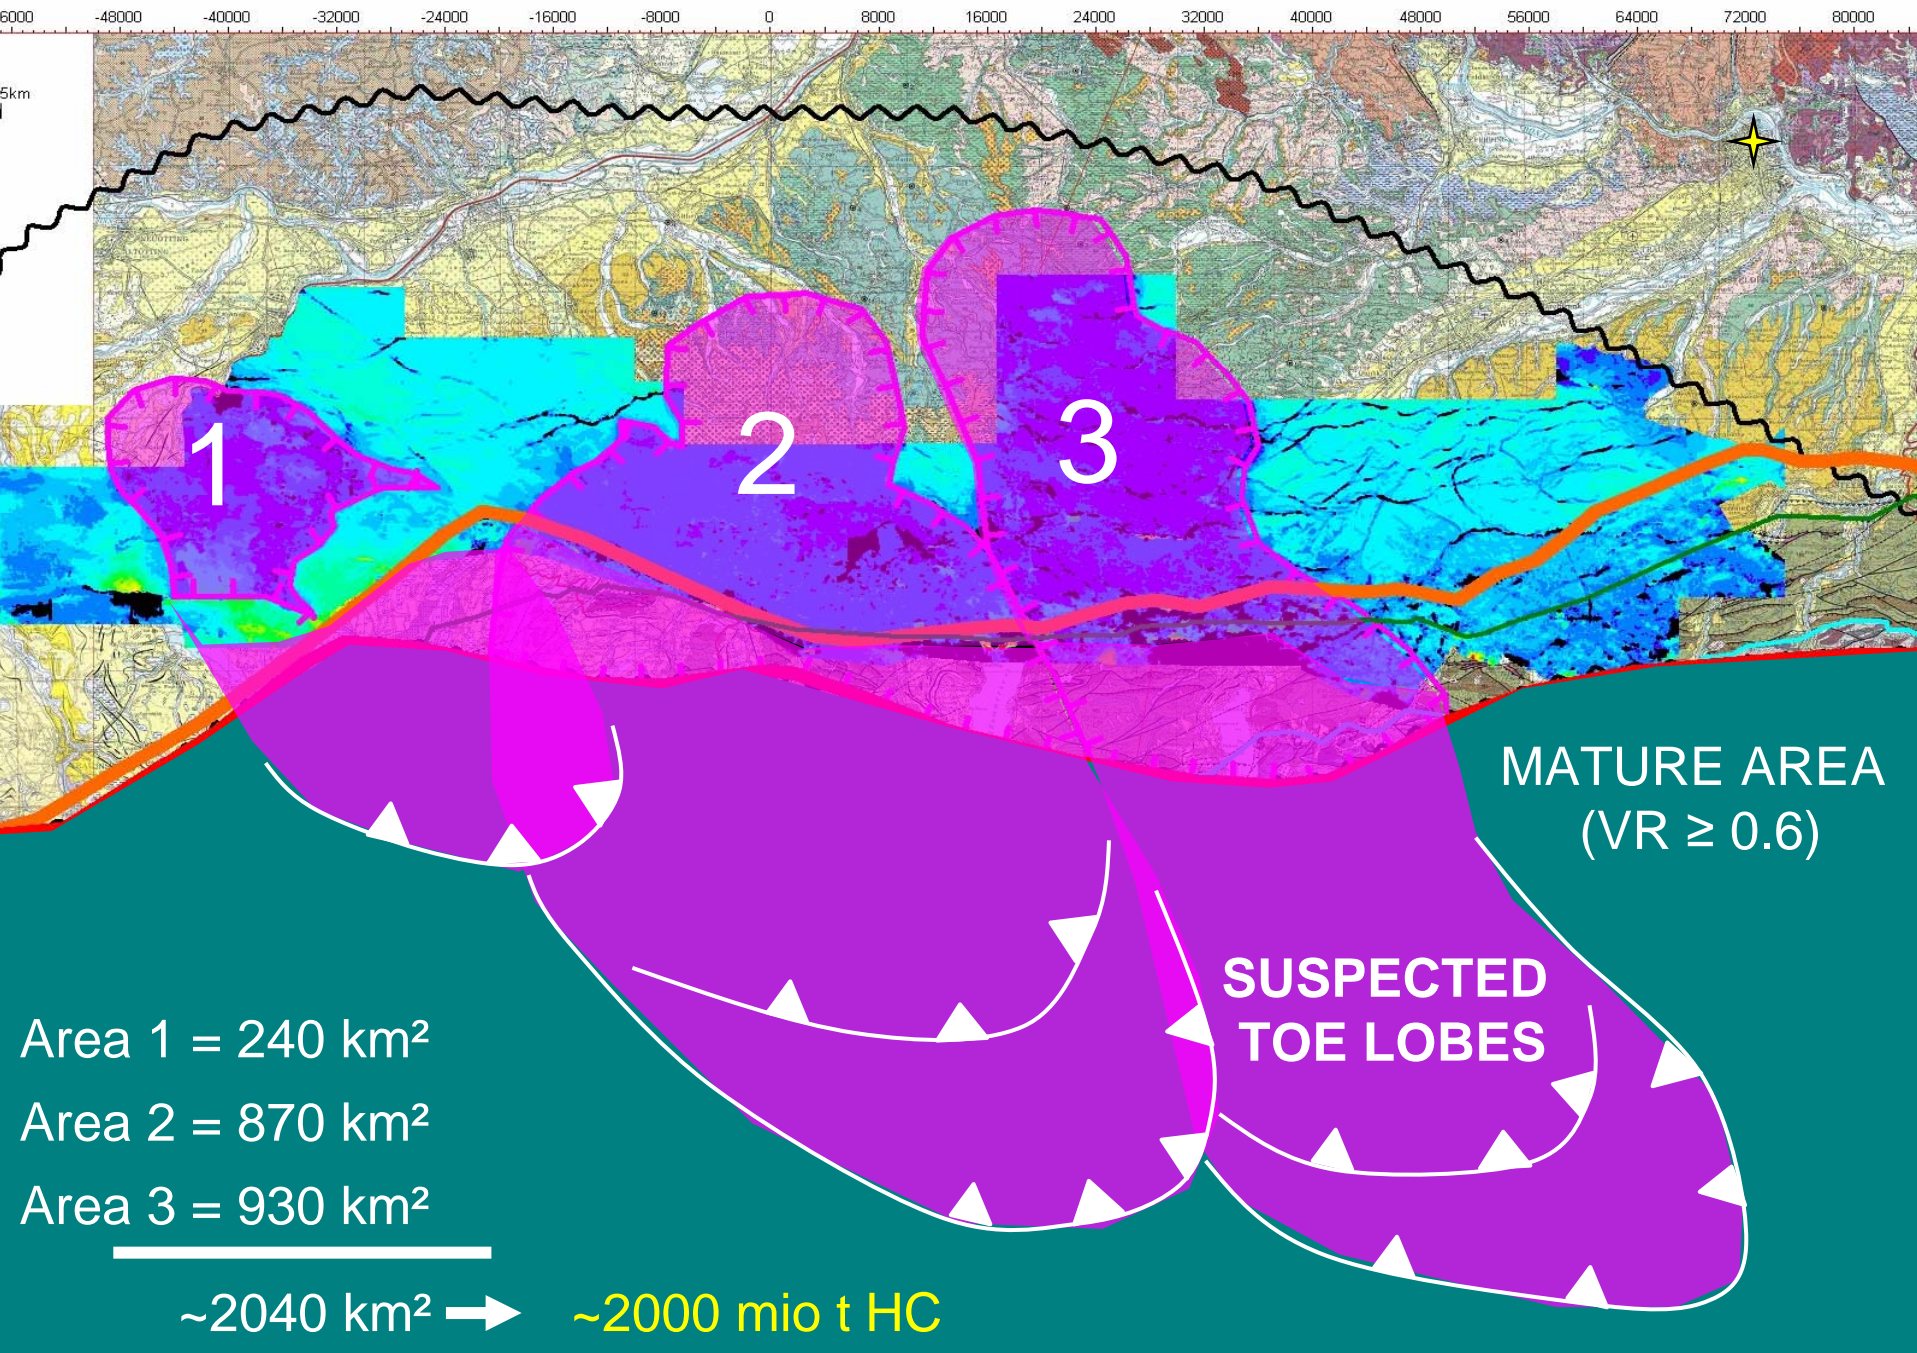 6000 -48000 -40000 -32000 -24000 -16000 -8000 0 8000 16000 24000 32000 40000 48000 56000 64000 72000 80000
5km
1
2
3
MATURE AREA
(VR ≥ 0.6)
SUSPECTED
TOE LOBES
Area 1 = 240 km²
Area 2 = 870 km²
Area 3 = 930 km²
~2040 km²
~2000 mio t HC